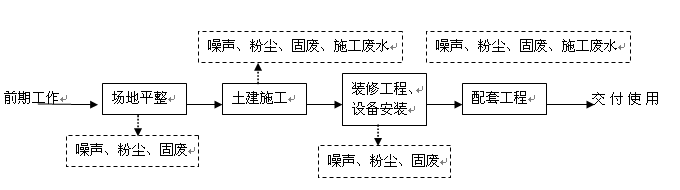 噪声、粉尘、固废、施工废水
噪声、粉尘、固废、施工废水
前期工作
场地平整
土建施工
装修工程、
设备安装
配套工程
交付使用
噪声、粉尘、固废
噪声、粉尘、固废